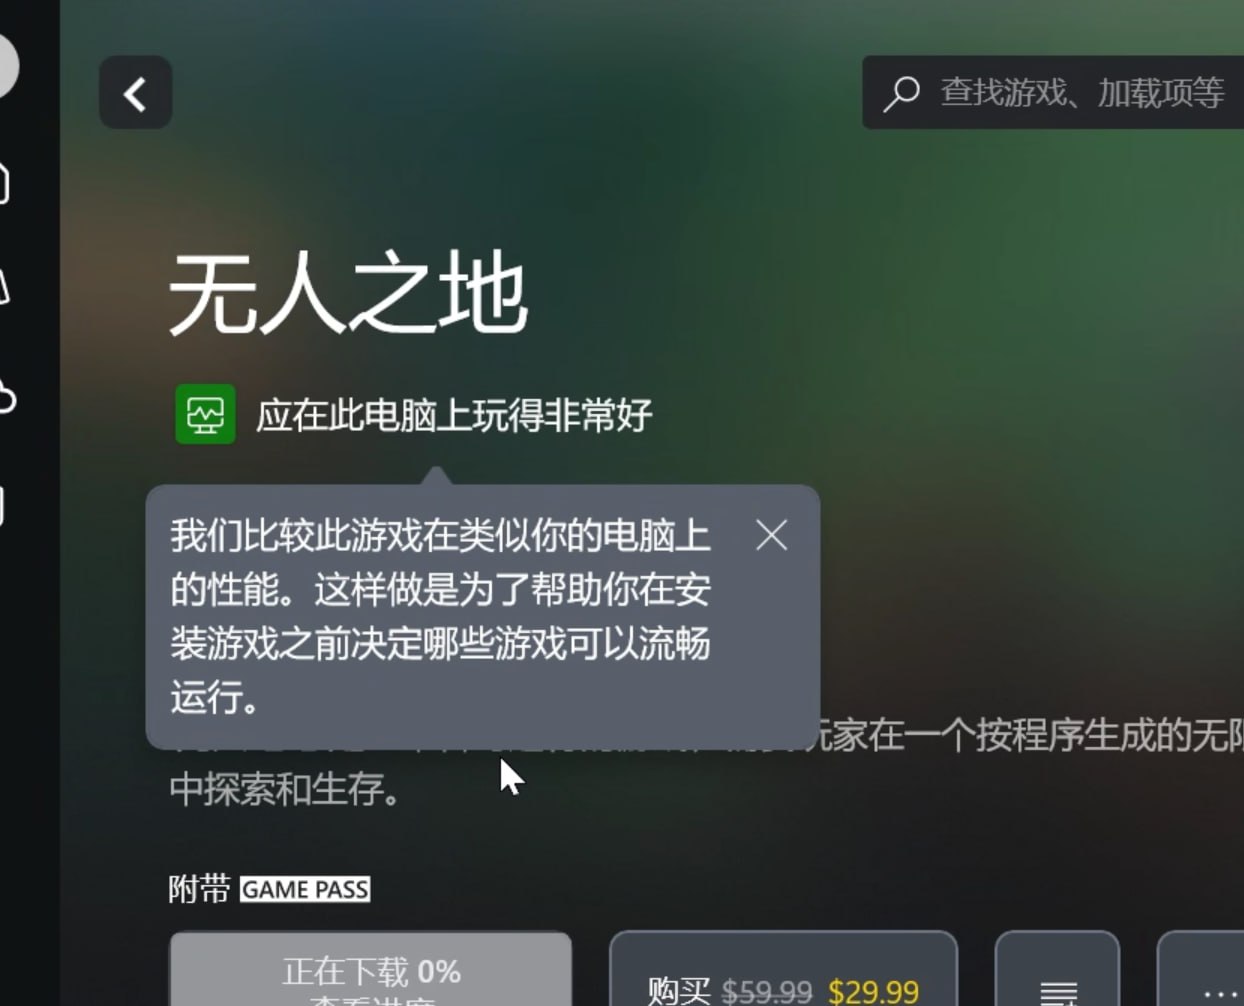 查找游戏、加载项等
无人之地
应在此电脑上玩得非常好
我们比较此游戏在类似你的电脑上
的性能。这样做是为了帮助你在安
装游戏之前决定哪些游戏可以流畅
运行。
玩家在一个按程序生成的无限
中探索和生存。
附带 GAME PASS
正在下载 0%
购买 $59.99 $29.99